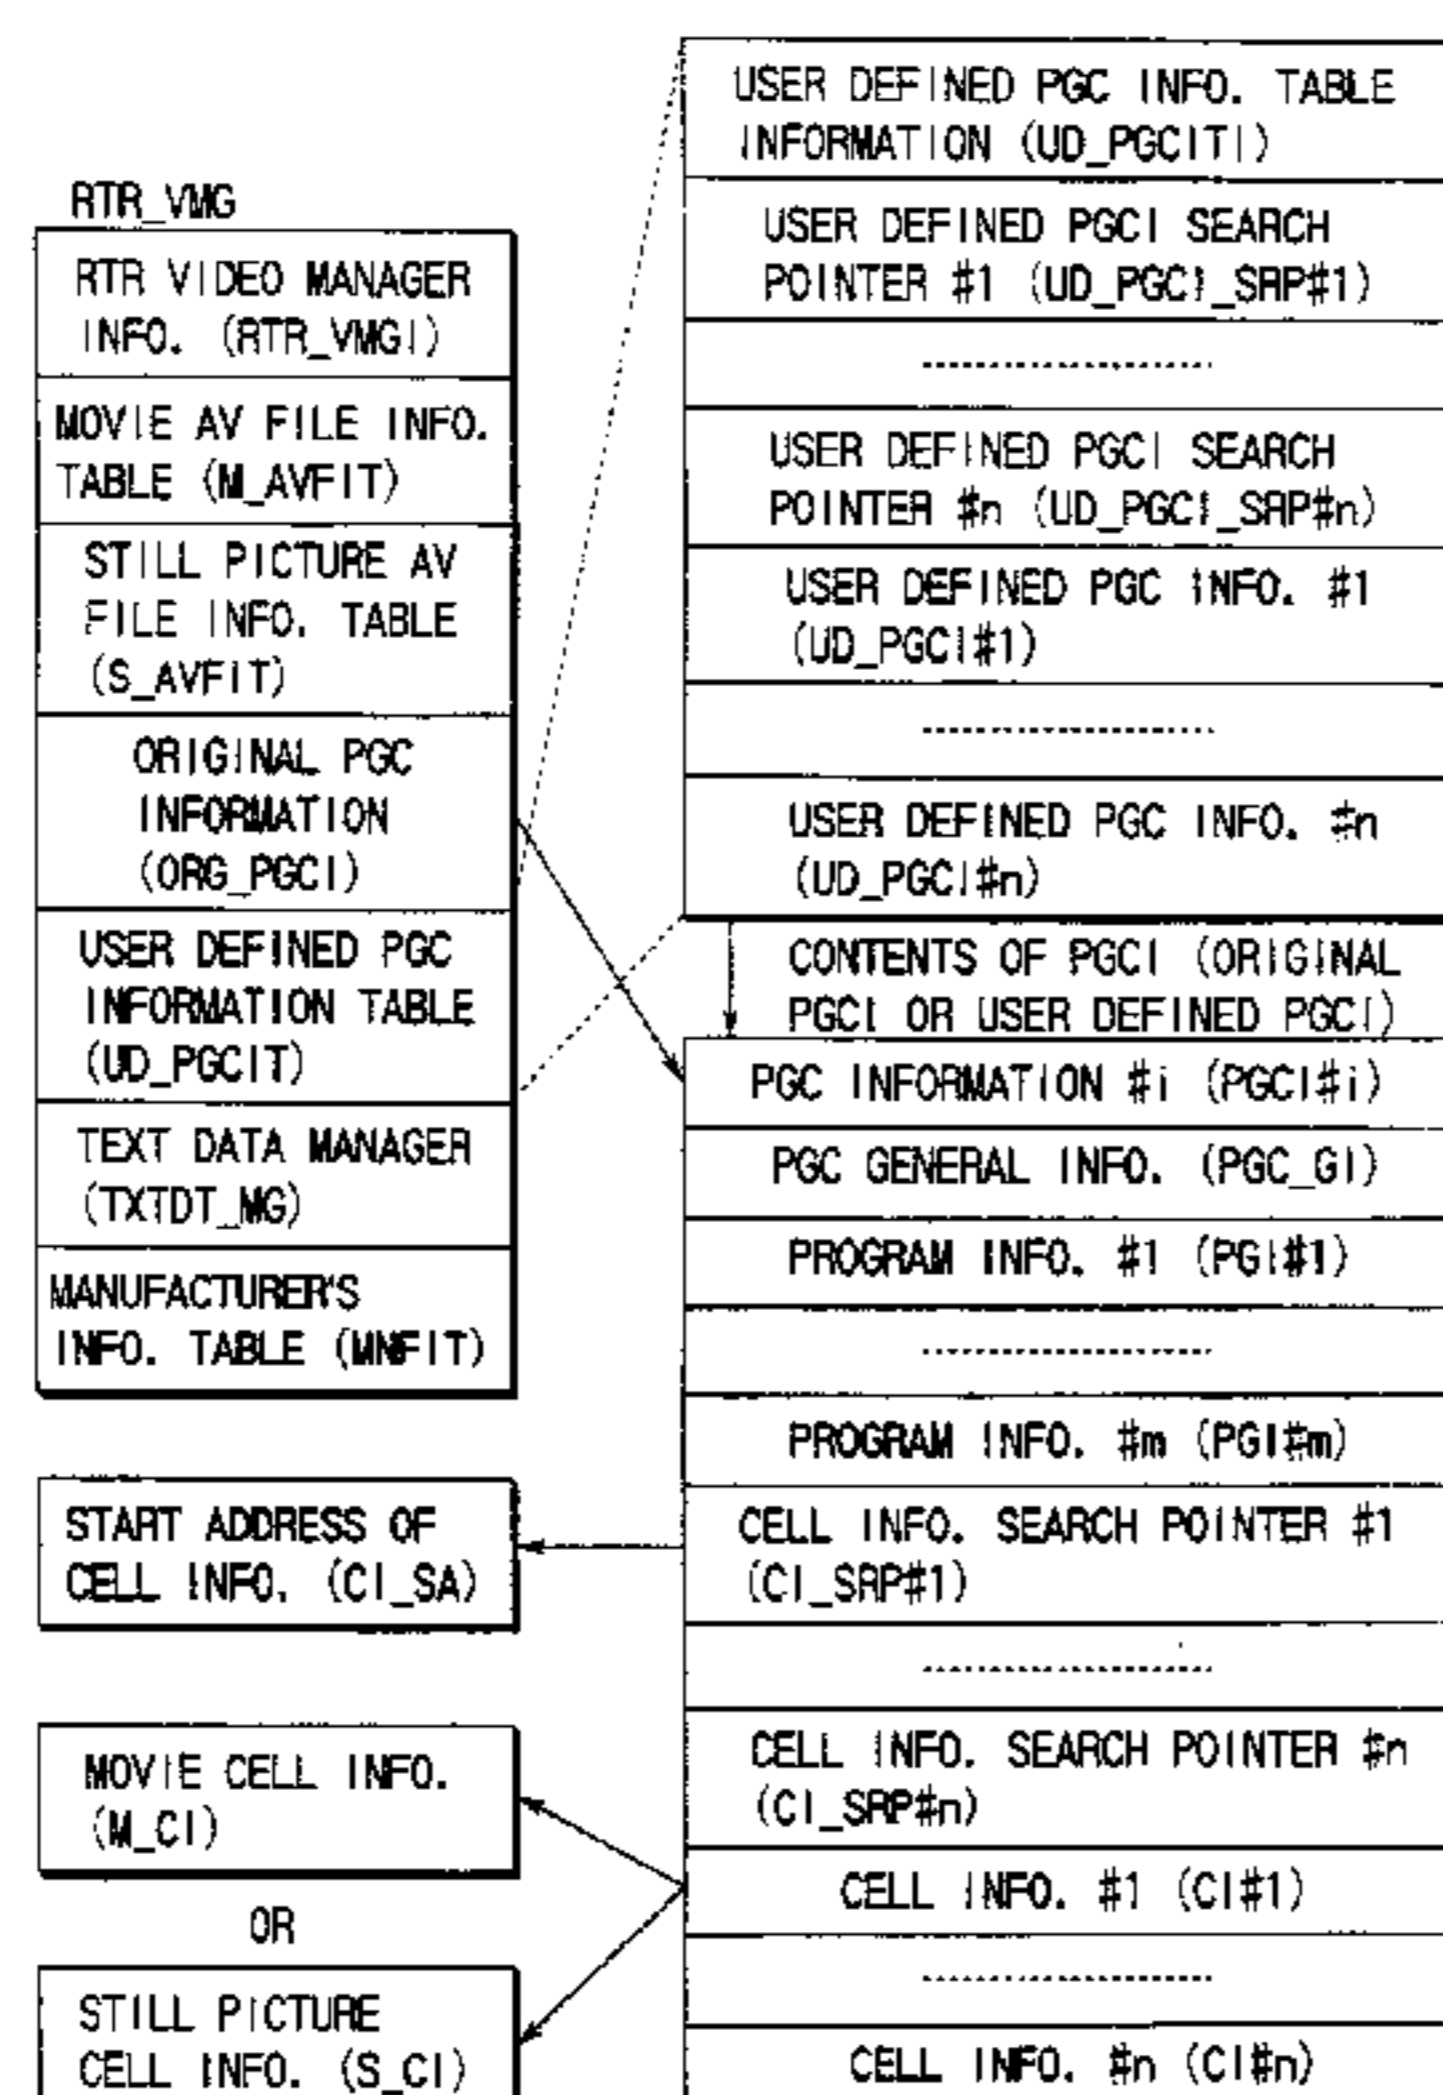 RTR_VMG
RTR VIDEO MANAGER
INFO. (RTR_VMGI)
MOVIE AV FILE INFO.
TABLE (M_AVFIT)
STILL PICTURE AV
FILE INFO. TABLE
(S_AVFIT)
ORIGINAL PGC
INFORMATION
(ORG_PGCI)
USER DEFINED PGC
INFORMATION TABLE
(UD_PGCIT)
TEXT DATA MANAGER
(TXTDT_MG)
MANUFACTURER'S
INFO. TABLE (MNFIT)
START ADDRESS OF
CELL INFO. (CI_SA)
MOVIE CELL INFO.
(M_CI)
OR
STILL PICTURE
CELL INFO. (S_CI)
USER DEFINED PGC INFO. TABLE
INFORMATION (UD_PGCITI)
USER DEFINED PGCI SEARCH
POINTER #1 (UD_PGCI_SRP#1)
USER DEFINED PGCI SEARCH
POINTER #n (UD_PGCI_SRP#n)
USER DEFINED PGC INFO. #1
(UD_PGCI#1)
USER DEFINED PGC INFO. #n
(UD_PGCI#n)
CONTENTS OF PGCI (ORIGINAL
PGCI OR USER DEFINED PGCI)
PGC INFORMATION #i (PGCI#i)
PGC GENERAL INFO. (PGC_GI)
PROGRAM INFO. #1 (PGI#1)
PROGRAM INFO. #m (PGI#m)
CELL INFO. SEARCH POINTER #1
(CI_SRP#1)
CELL INFO. SEARCH POINTER #n
(CI_SRP#n)
CELL INFO. #1 (CI#1)
CELL INFO. #n (CI#n)